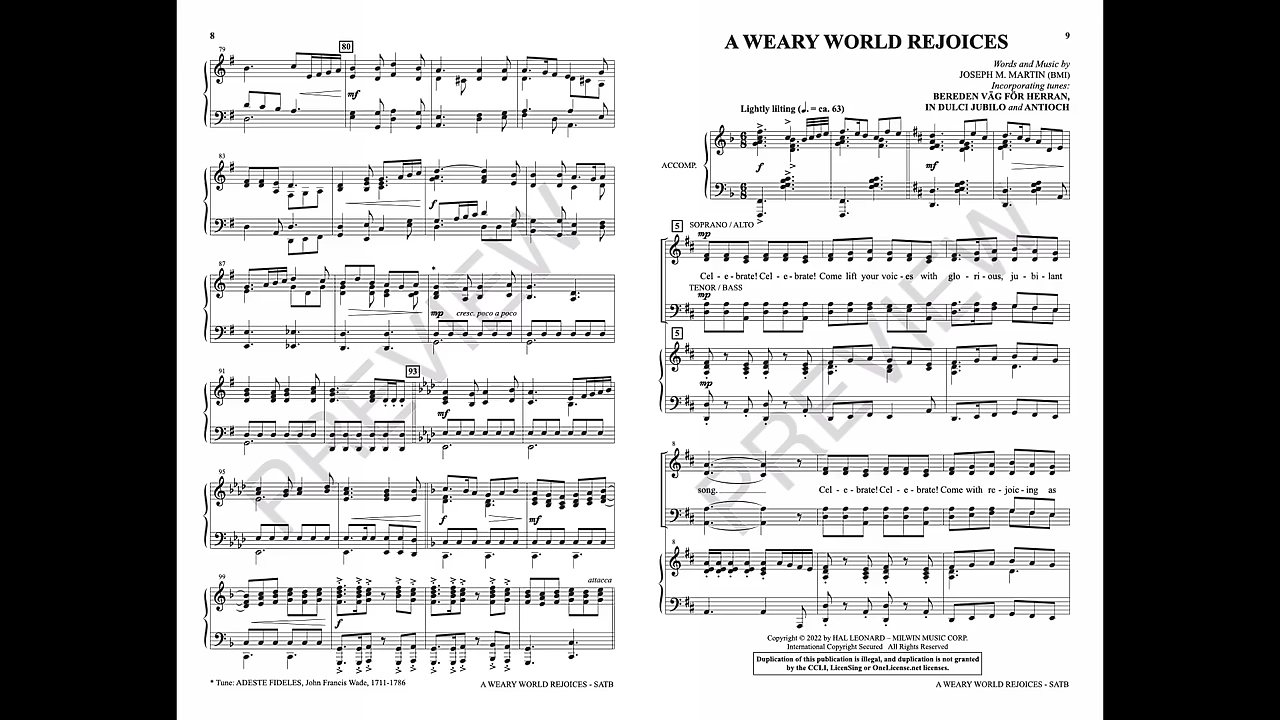 8
79
80
mf
83
f
87
*
mp
cresc. poco a poco
91
93
mf
95
f
mf
99
attacca
f
* Tune: ADESTE FIDELES, John Francis Wade, 1711-1786
A WEARY WORLD REJOICES - SATB
PREVIEW
9
A WEARY WORLD REJOICES
Words and Music by
JOSEPH M. MARTIN (BMI)
Incorporating tunes:
BEREDEN VÄG FÖR HERRAN,
IN DULCI JUBILO and ANTIOCH
Lightly lilting (♩. = ca. 63)
ACCOMP.
6 8
f
mf
5
SOPRANO / ALTO
mp
Cel - e - brate! Cel - e - brate! Come lift your voic - es with glo - ri - ous, ju - bi - lant
TENOR / BASS
mp
5
mp
8
song.
Cel - e - brate! Cel - e - brate! Come with re - joic - ing as
8
Copyright © 2022 by HAL LEONARD – MILWIN MUSIC CORP.
International Copyright Secured All Rights Reserved
Duplication of this publication is illegal, and duplication is not granted
by the CCLI, LicenSing or OneLicense.net licenses.
A WEARY WORLD REJOICES - SATB
PREVIEW